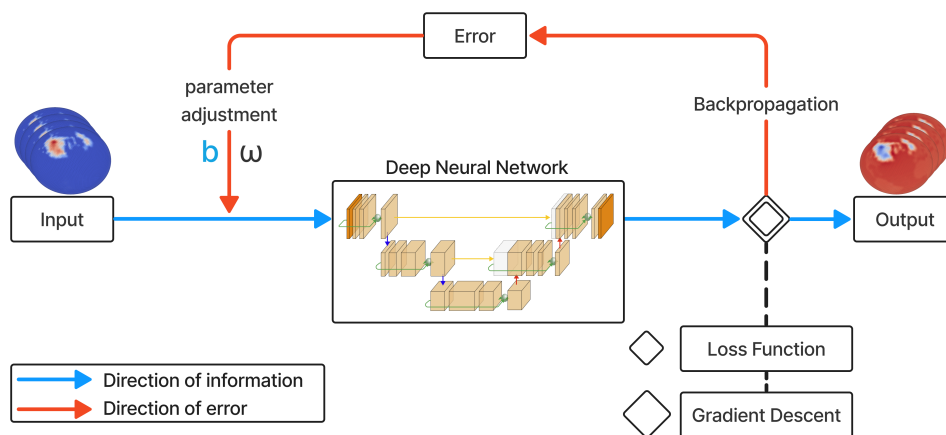 Error
parameter
adjustment
b ω
Backpropagation
Deep Neural Network
Input
Output
Loss Function
Gradient Descent
Direction of information
Direction of error